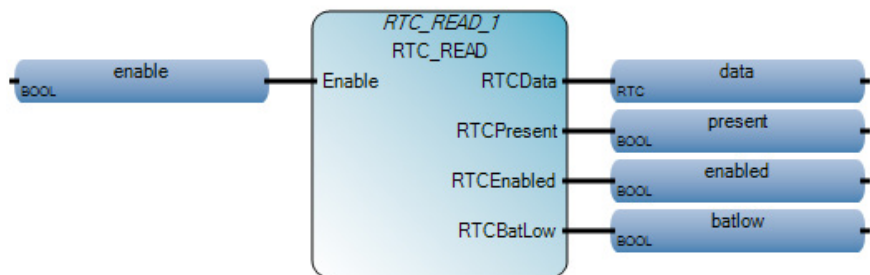 RTC_READ_1
RTC_READ
enable
BOOL
Enable
RTCData
data
RTC
RTCPresent
present
BOOL
RTCEnabled
enabled
BOOL
RTCBatLow
batlow
BOOL